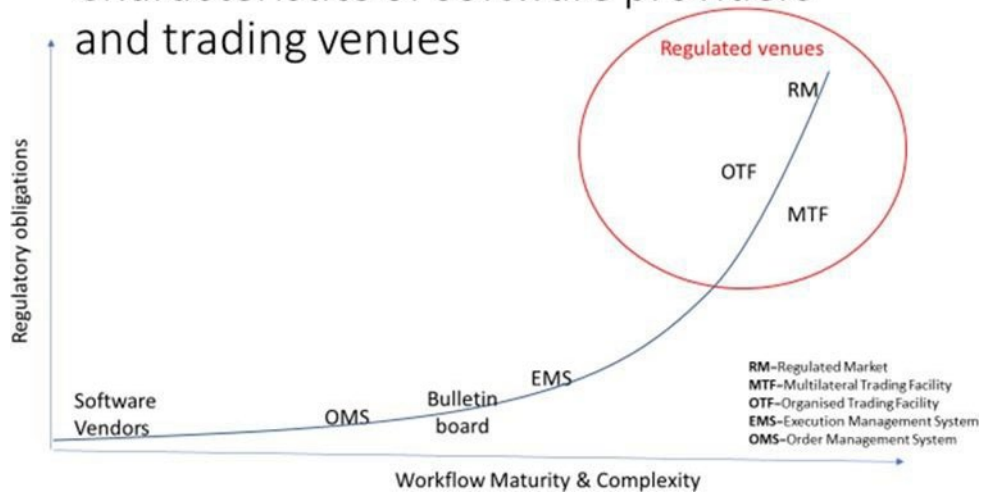 and trading venues
Regulated venues
RM
OTF
MTF
Regulatory obligations
EMS
Software
Vendors
OMS
Bulletin
board
RM–Regulated Market
MTF–Multilateral Trading Facility
OTF–Organised Trading Facility
EMS–Execution Management System
OMS–Order Management System
Workflow Maturity & Complexity